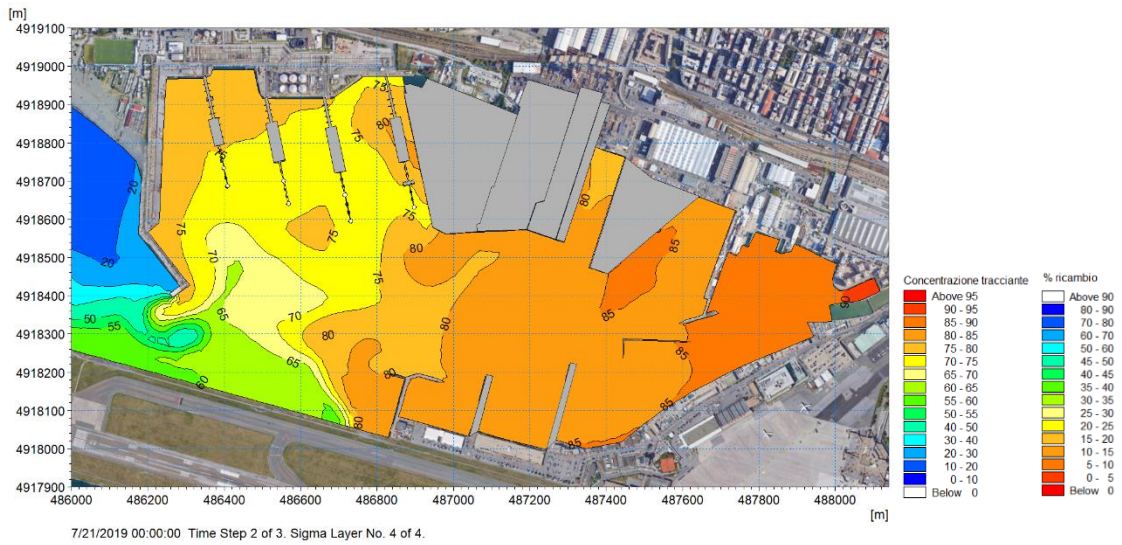 [m]
4919100
4919000
4918900
4918800
4918700
4918600
4918500
4918400
4918300
4918200
4918100
4918000
4917900
486000 486200 486400 486600 486800 487000 487200 487400 487600 487800 488000
[m]
20
20
50
55
60
75
75
75
80
75
75
70
65
70
65
80
80
80
75
80
80
80
85
85
85
85
90
Concentrazione tracciante
Above 95
90 - 95
85 - 90
80 - 85
75 - 80
70 - 75
65 - 70
60 - 65
55 - 60
50 - 55
40 - 50
30 - 40
20 - 30
10 - 20
0 - 10
Below 0
% ricambio
Above 90
80 - 90
70 - 80
60 - 70
50 - 60
45 - 50
40 - 45
35 - 40
30 - 35
25 - 30
20 - 25
15 - 20
10 - 15
5 - 10
0 - 5
Below 0
7/21/2019 00:00:00 Time Step 2 of 3. Sigma Layer No. 4 of 4.